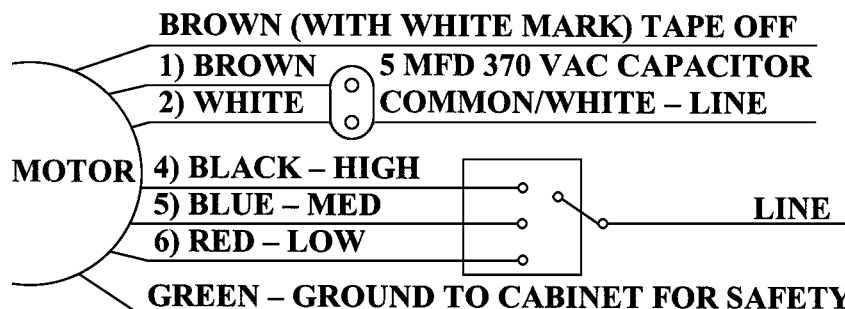 BROWN (WITH WHITE MARK) TAPE OFF
1) BROWN 5 MFD 370 VAC CAPACITOR
2) WHITE COMMON/WHITE – LINE
MOTOR 4) BLACK – HIGH
5) BLUE – MED LINE
6) RED – LOW
GREEN – GROUND TO CABINET FOR SAFETY